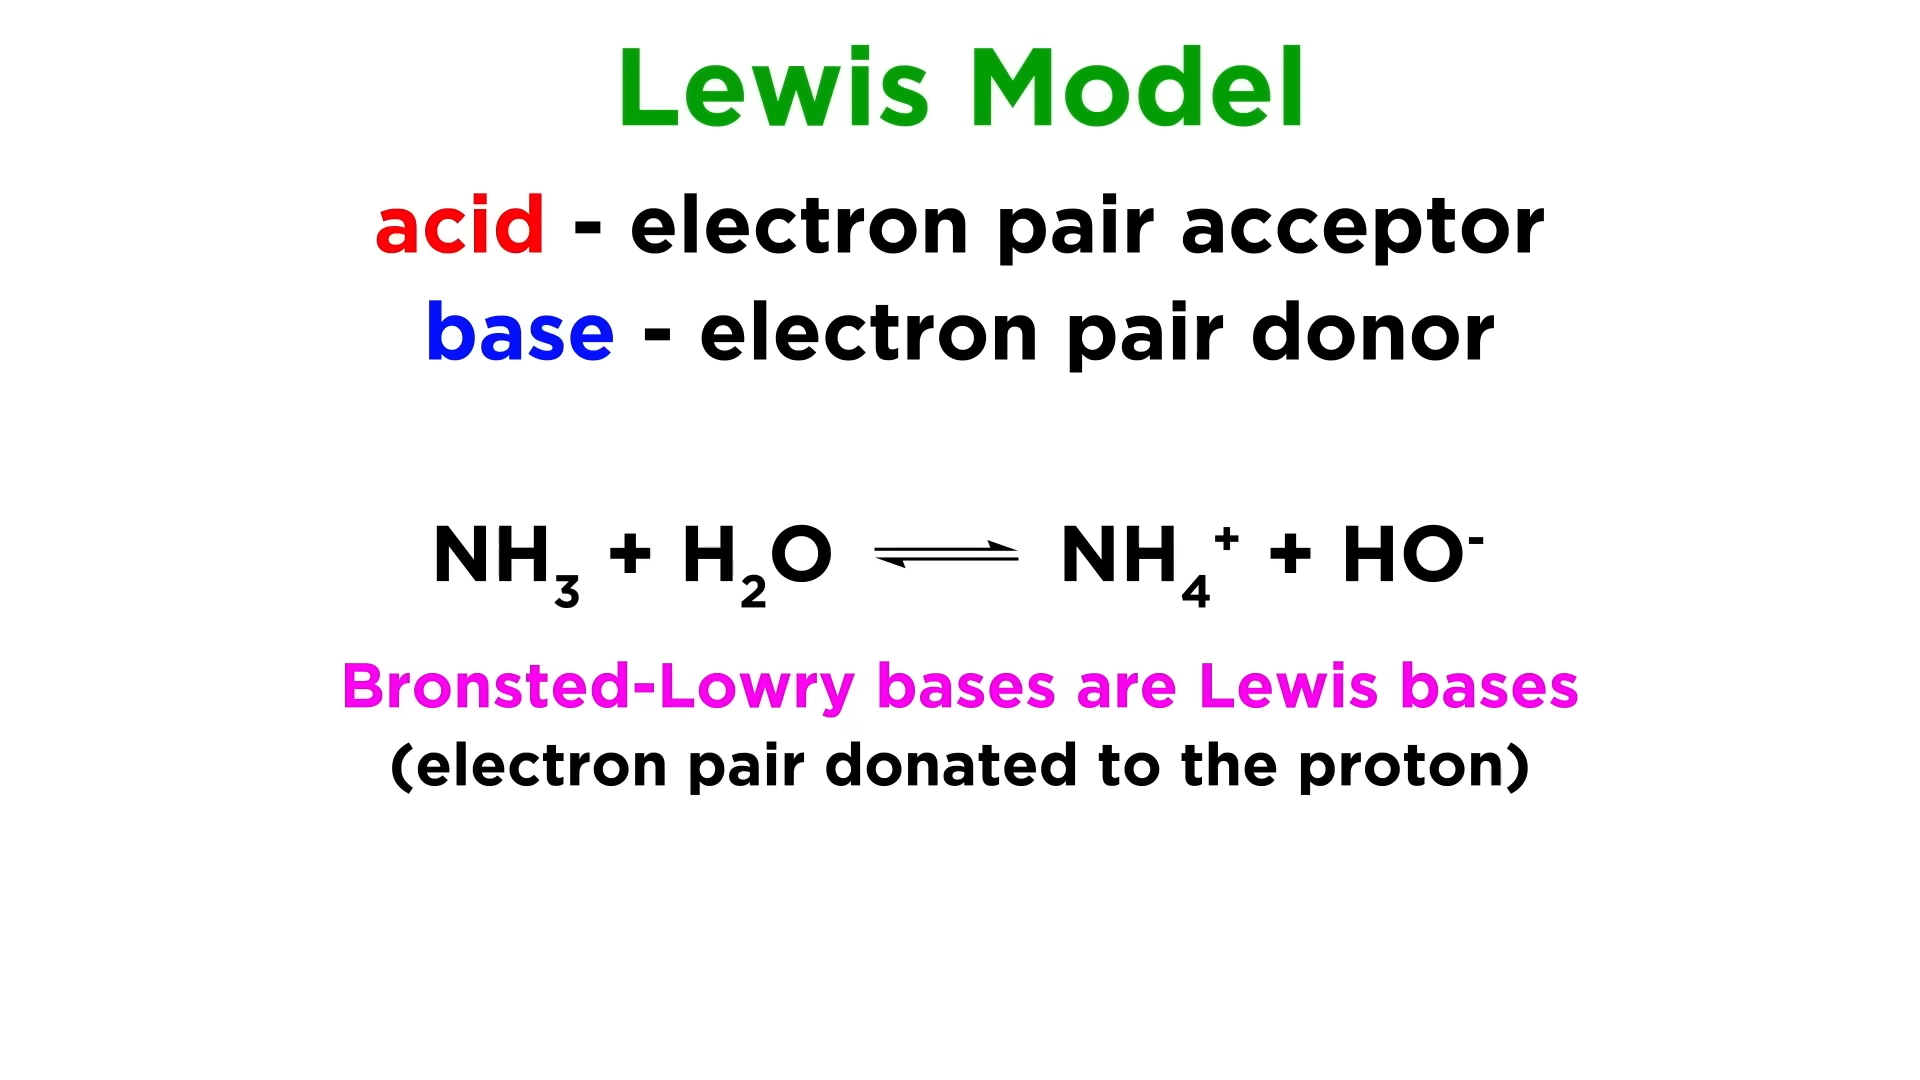 Lewis Model
acid - electron pair acceptor
base - electron pair donor
NH₃ + H₂O ⇌ NH₄⁺ + HO⁻
Bronsted-Lowry bases are Lewis bases
(electron pair donated to the proton)